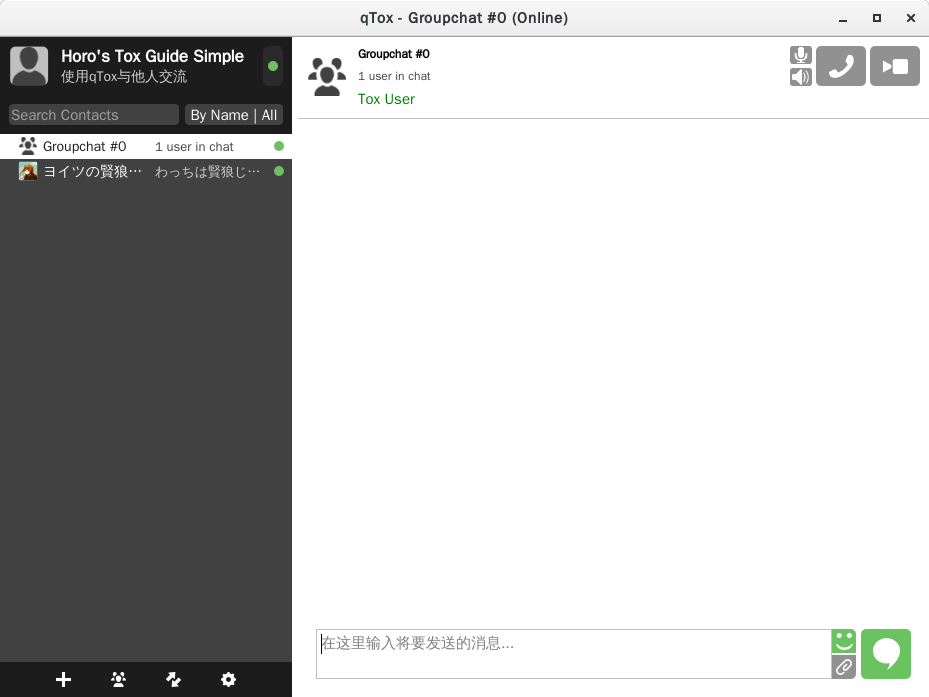 qTox - Groupchat #0 (Online)
Horo's Tox Guide Simple
使用qTox与他人交流
Search Contacts
By Name | All
Groupchat #0 1 user in chat
ヨイツの賢狼… わっちは賢狼じ…
Groupchat #0
1 user in chat
Tox User
在这里输入将要发送的消息...